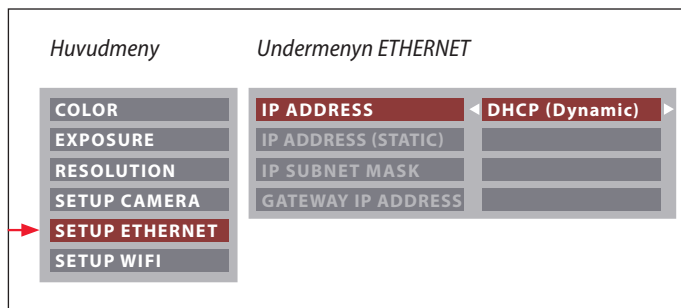 Huvudmeny
Undermenyn ETHERNET
COLOR
EXPOSURE
RESOLUTION
SETUP CAMERA
SETUP ETHERNET
SETUP WIFI
IP ADDRESS DHCP (Dynamic)
IP ADDRESS (STATIC)
IP SUBNET MASK
GATEWAY IP ADDRESS